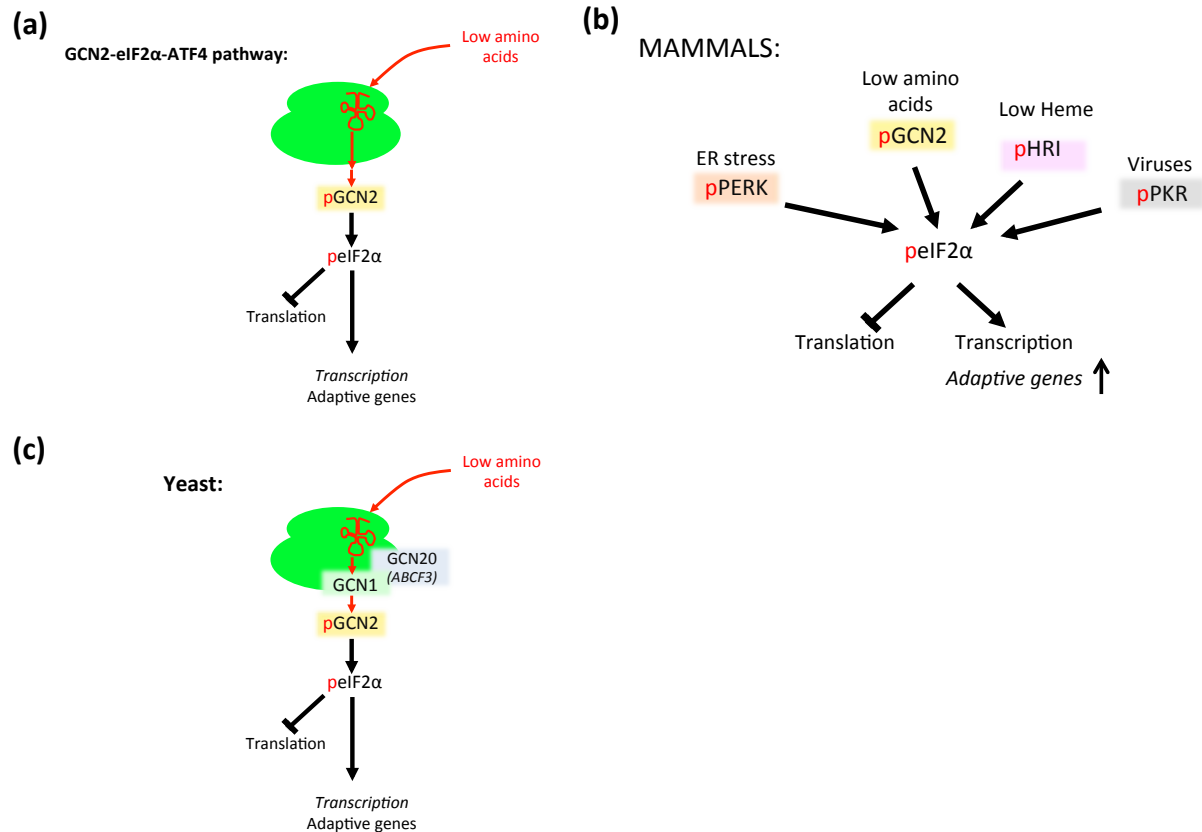 (a)
GCN2-eIF2α-ATF4 pathway:
Low amino
acids
pGCN2
peIF2α
Translation
Transcription
Adaptive genes
(b)
MAMMALS:
Low amino
acids
pGCN2
Low Heme
pHRI
ER stress
pPERK
Viruses
pPKR
peIF2α
Translation
Transcription
Adaptive genes
(c)
Yeast:
Low amino
acids
GCN20
(ABCF3)
GCN1
pGCN2
peIF2α
Translation
Transcription
Adaptive genes